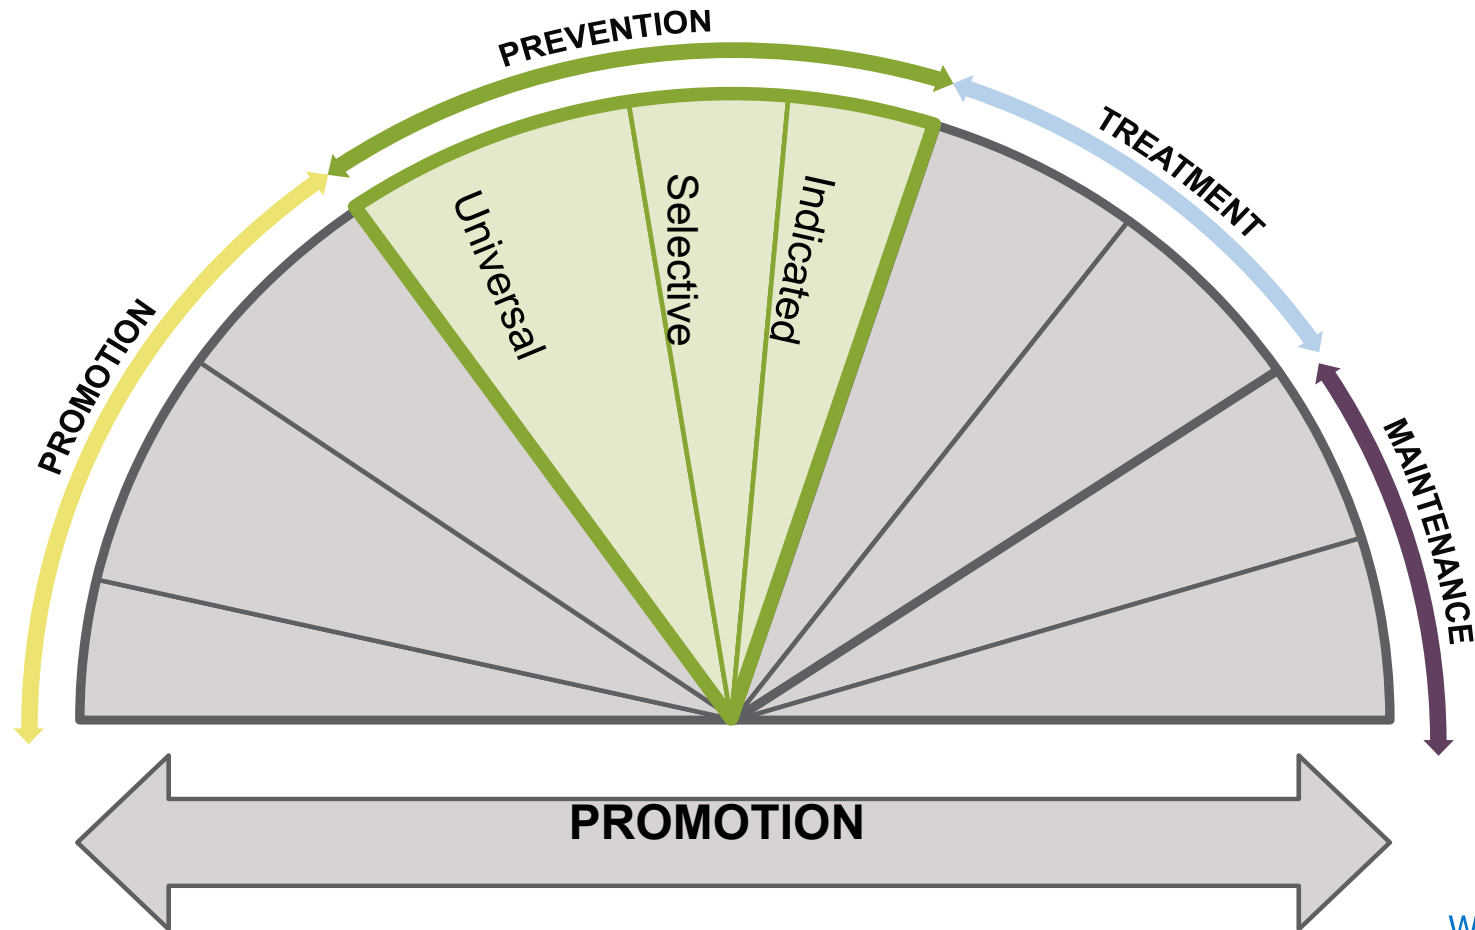 PREVENTION
TREATMENT
PROMOTION
MAINTENANCE
Universal
Selective
Indicated
PROMOTION
W